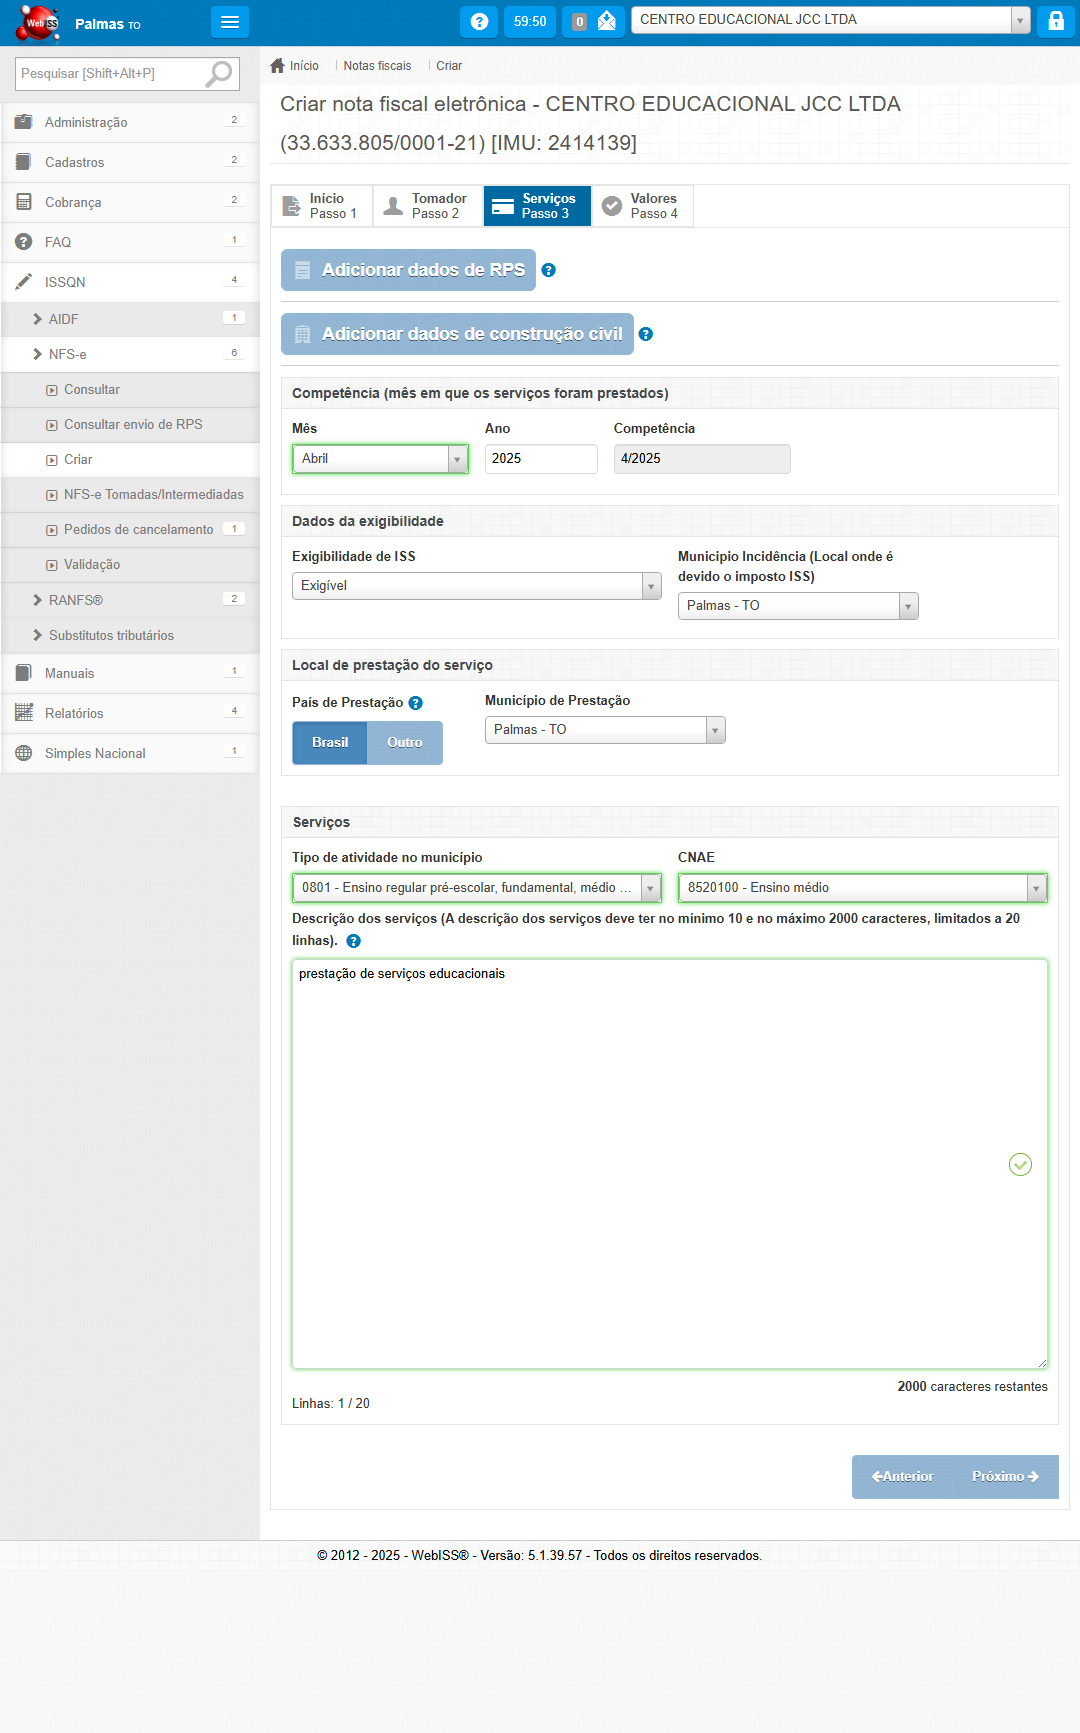 WebISS
Palmas TO
59:50
0
CENTRO EDUCACIONAL JCC LTDA
Pesquisar [Shift+Alt+P]
Administração 2
Cadastros 2
Cobrança 2
FAQ 1
ISSQN 4
AIDF 1
NFS-e 6
Consultar
Consultar envio de RPS
Criar
NFS-e Tomadas/Intermediadas
Pedidos de cancelamento 1
Validação
RANFS® 2
Substitutos tributários
Manuais 1
Relatórios 4
Simples Nacional 1
Início Notas fiscais Criar
Criar nota fiscal eletrônica - CENTRO EDUCACIONAL JCC LTDA
(33.633.805/0001-21) [IMU: 2414139]
Início Tomador Serviços Valores
Passo 1 Passo 2 Passo 3 Passo 4
Adicionar dados de RPS
Adicionar dados de construção civil
Competência (mês em que os serviços foram prestados)
Mês Ano Competência
Abril 2025 4/2025
Dados da exigibilidade
Exigibilidade de ISS
Exigível
Municipio Incidência (Local onde é
devido o imposto ISS)
Palmas - TO
Local de prestação do serviço
País de Prestação
Brasil Outro
Município de Prestação
Palmas - TO
Serviços
Tipo de atividade no município CNAE
0801 - Ensino regular pré-escolar, fundamental, médio ... 8520100 - Ensino médio
Descrição dos serviços (A descrição dos serviços deve ter no mínimo 10 e no máximo 2000 caracteres, limitados a 20
linhas).
prestação de serviços educacionais
2000 caracteres restantes
Linhas: 1 / 20
Anterior Próximo
© 2012 - 2025 - WebISS® - Versão: 5.1.39.57 - Todos os direitos reservados.